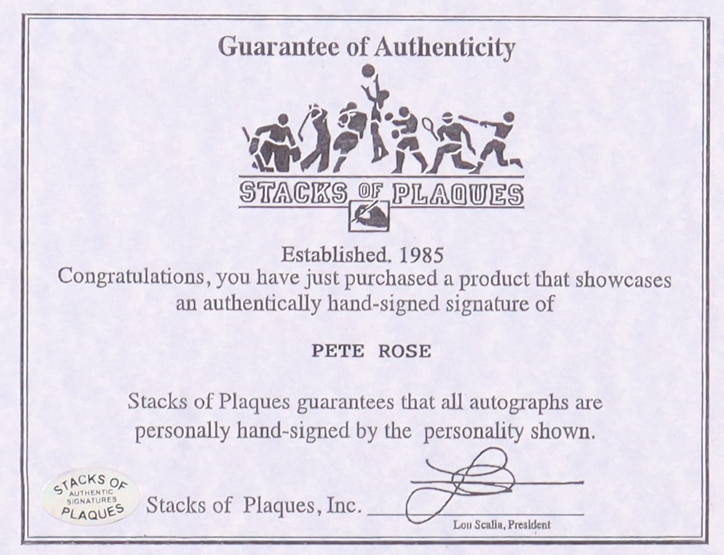 Guarantee of Authenticity
STACKS OF PLAQUES
Established. 1985
Congratulations, you have just purchased a product that showcases
an authentically hand-signed signature of
PETE ROSE
Stacks of Plaques guarantees that all autographs are
personally hand-signed by the personality shown.
STACKS OF
AUTHENTIC
SIGNATURES
PLAQUES
Stacks of Plaques, Inc.
Lou Scalia, President